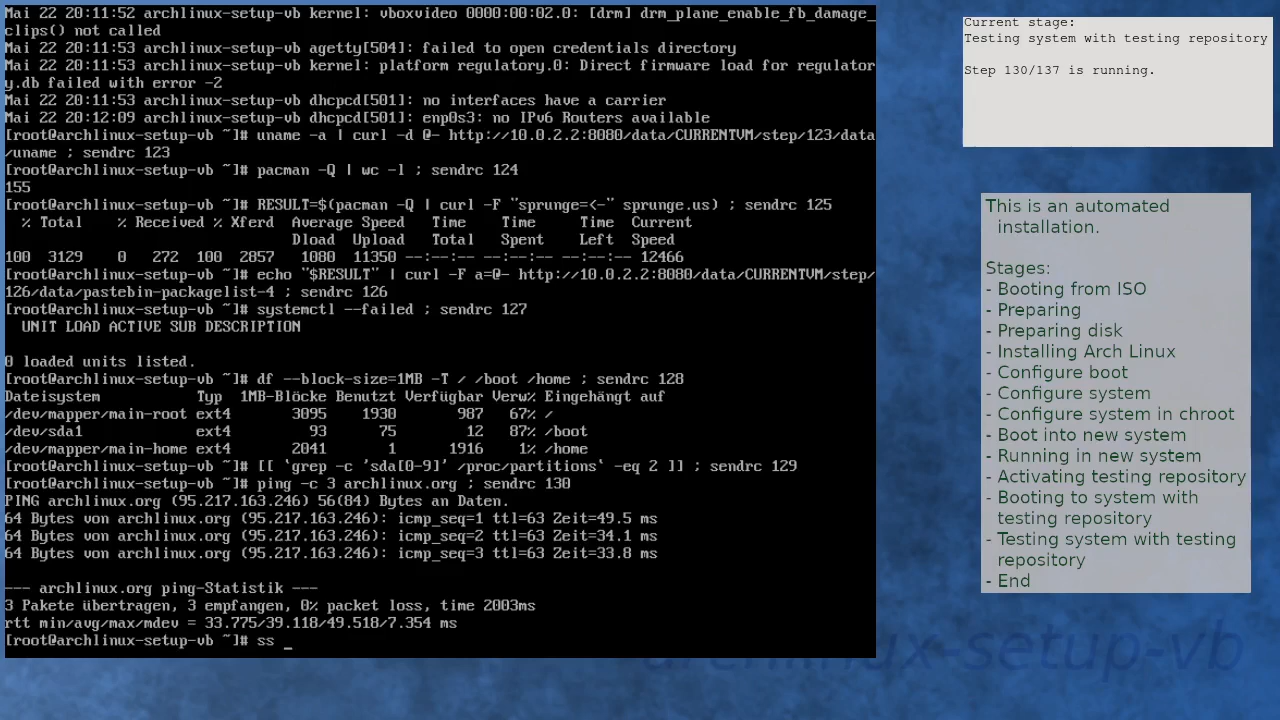 Mai 22 20:11:52 archlinux-setup-vb kernel: vboxvideo 0000:00:02.0: [drm] drm_plane_enable_fb_damage_
clips() not called
Mai 22 20:11:53 archlinux-setup-vb agetty[504]: failed to open credentials directory
Mai 22 20:11:53 archlinux-setup-vb kernel: platform regulatory.0: Direct firmware load for regulator
y.db failed with error -2
Mai 22 20:11:53 archlinux-setup-vb dhcpcd[501]: no interfaces have a carrier
Mai 22 20:12:09 archlinux-setup-vb dhcpcd[501]: enp0s3: no IPv6 Routers available
[root@archlinux-setup-vb ~]# uname -a | curl -d @- http://10.0.2.2:8080/data/CURRENTVM/step/123/data
/uname ; sendrc 123
[root@archlinux-setup-vb ~]# pacman -Q | wc -l ; sendrc 124
155
[root@archlinux-setup-vb ~]# RESULT=$(pacman -Q | curl -F "sprunge=<-" sprunge.us) ; sendrc 125
% Total % Received % Xferd Average Speed Time Time Time Current
Dload Upload Total Spent Left Speed
100 3129 0 272 100 2857 1080 11350 --:--:-- --:--:-- --:--:-- 12466
[root@archlinux-setup-vb ~]# echo "$RESULT" | curl -F a=@- http://10.0.2.2:8080/data/CURRENTVM/step/
126/data/pastebin-packagelist-4 ; sendrc 126
[root@archlinux-setup-vb ~]# systemctl --failed ; sendrc 127
UNIT LOAD ACTIVE SUB DESCRIPTION
0 loaded units listed.
[root@archlinux-setup-vb ~]# df --block-size=1MB -T / /boot /home ; sendrc 128
Dateisystem Typ 1MB-Blöcke Benutzt Verfügbar Verw% Eingehängt auf
/dev/mapper/main-root ext4 3095 1930 987 67% /
/dev/sda1 ext4 93 75 12 87% /boot
/dev/mapper/main-home ext4 2041 1 1916 1% /home
[root@archlinux-setup-vb ~]# [[ `grep -c 'sda[0-9]' /proc/partitions` -eq 2 ]] ; sendrc 129
[root@archlinux-setup-vb ~]# ping -c 3 archlinux.org ; sendrc 130
PING archlinux.org (95.217.163.246) 56(84) Bytes an Daten.
64 Bytes von archlinux.org (95.217.163.246): icmp_seq=1 ttl=63 Zeit=49.5 ms
64 Bytes von archlinux.org (95.217.163.246): icmp_seq=2 ttl=63 Zeit=34.1 ms
64 Bytes von archlinux.org (95.217.163.246): icmp_seq=3 ttl=63 Zeit=33.8 ms
--- archlinux.org ping-Statistik ---
3 Pakete übertragen, 3 empfangen, 0% packet loss, time 2003ms
rtt min/avg/max/mdev = 33.775/39.118/49.518/7.354 ms
[root@archlinux-setup-vb ~]# ss _
Current stage:
Testing system with testing repository
Step 130/137 is running.
This is an automated
installation.
Stages:
- Booting from ISO
- Preparing
- Preparing disk
- Installing Arch Linux
- Configure boot
- Configure system
- Configure system in chroot
- Boot into new system
- Running in new system
- Activating testing repository
- Booting to system with
testing repository
- Testing system with testing
repository
- End
archlinux-setup-vb